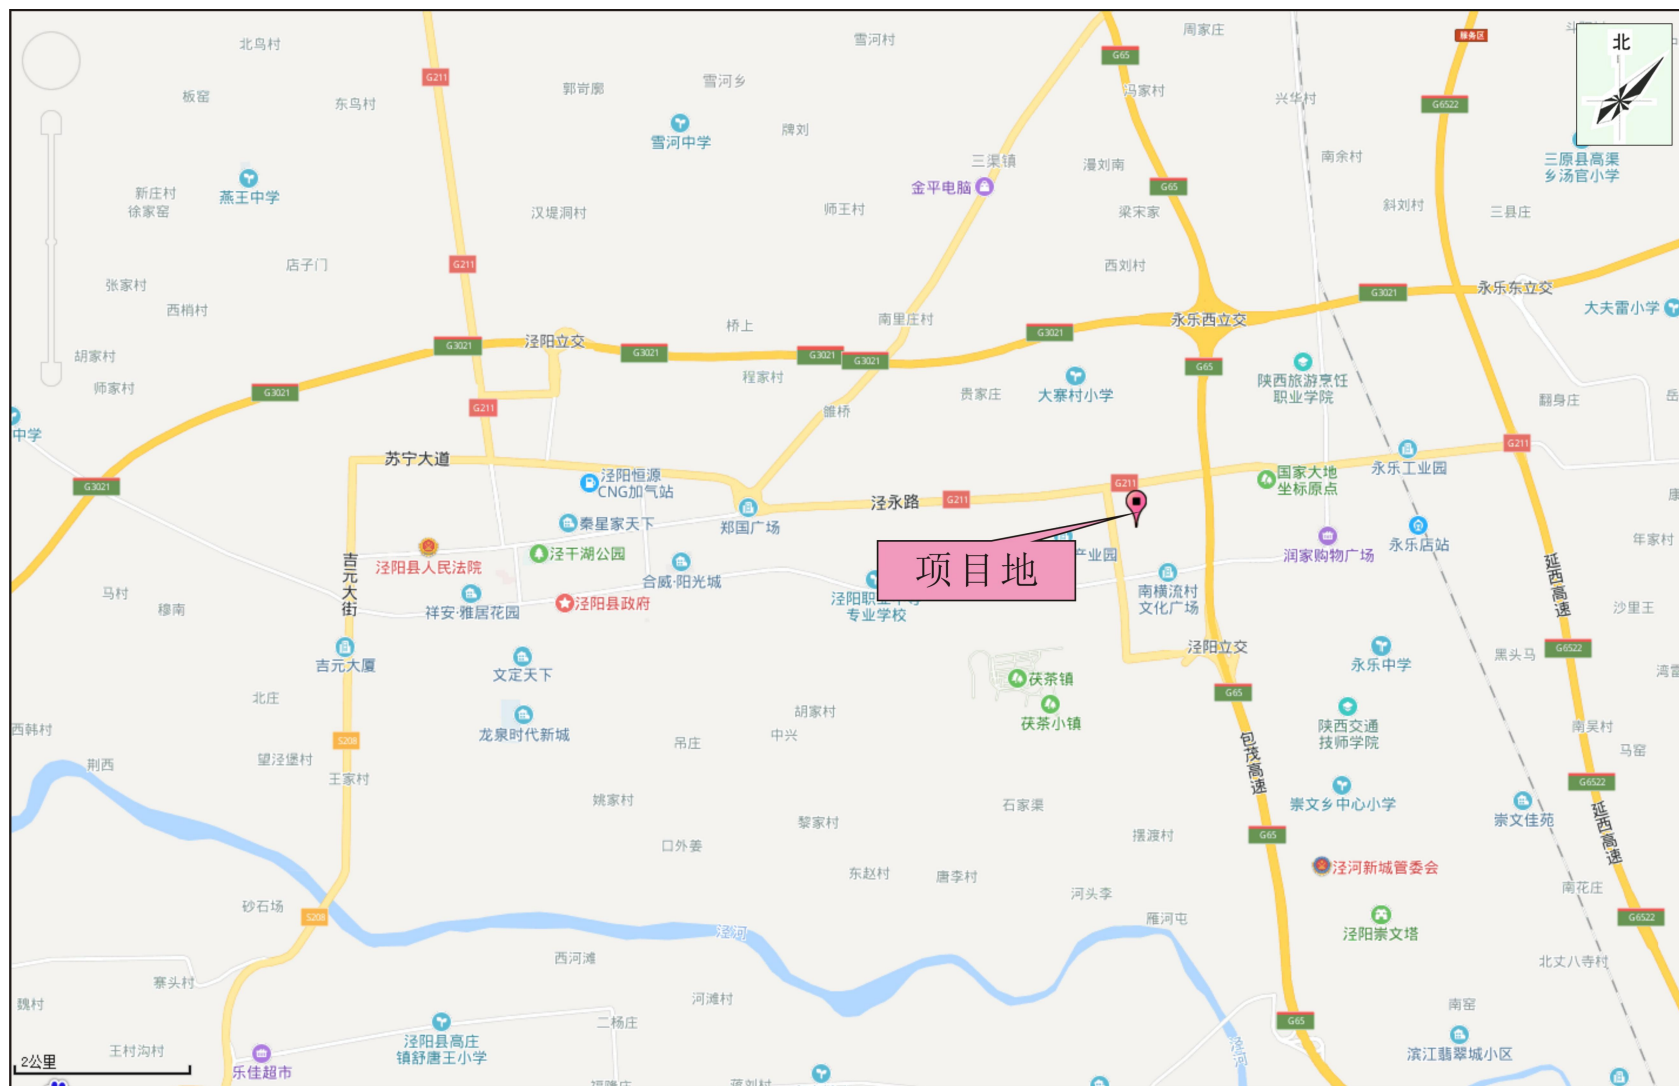 北鸟村
雪河村
周家庄
服务区
北
G65
G211
板窑
东鸟村
郭岢廓
雪河乡
冯家村
兴华村
G6522
雪河中学
牌刘
三渠镇
漫刘南
南余村
三原县高渠
乡汤官小学
燕王中学
新庄村
徐家窑
汉堤洞村
金平电脑
师王村
G65
梁宋家
斜刘村
三县庄
店子门
G211
西刘村
张家村
西梢村
G3021
永乐东立交
大夫雷小学
桥上
南里庄村
永乐西立交
胡家村
G3021
泾阳立交
G3021
G3021
G3021
G3021
师家村
G3021
程家村
贵家庄
大寨村小学
G65
陕西旅游烹饪
职业学院
翻身庄
岳
中学
G211
雒桥
苏宁大道
G211
G3021
泾阳恒源
CNG加气站
泾永路
G211
G211
国家大地
坐标原点
永乐工业园
康
秦星家天下
郑国广场
永乐店站
年家村
吉元大街
泾阳县人民法院
泾干湖公园
合威·阳光城
项目地
产业园
润家购物广场
延西高速
马村
穆南
祥安·雅居花园
泾阳县政府
专业学校
南横流村
文化广场
沙里王
吉元大厦
文定天下
泾阳立交
永乐中学
黑头马
G6522
湾雷
北庄
茯茶镇
G65
西韩村
龙泉时代新城
胡家村
茯茶小镇
陕西交通
技师学院
南吴村
S208
吊庄
中兴
马窑
荆西
望泾堡村
王家村
包茂高速
姚家村
石家渠
崇文乡中心小学
G6522
黎家村
崇文佳苑
口外姜
摆渡村
G65
延西高速
东赵村
唐李村
泾河新城管委会
河头李
南花庄
砂石场
S208
泾河
雁河屯
泾阳崇文塔
G6522
西河滩
北丈八寺村
寨头村
魏村
河滩村
南窑
二杨庄
G65
泾阳县高庄
镇舒唐王小学
王村沟村
泾河
滨江翡翠城小区
2公里
乐佳超市